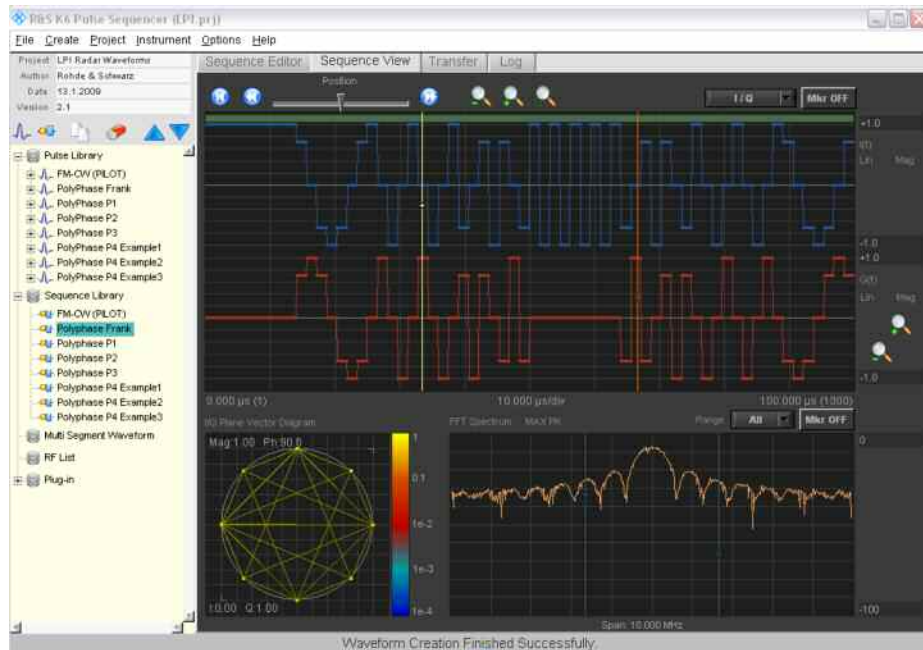 R&S K6 Pulse Sequencer (LPI.prj)
File Create Project Instrument Options Help
Project LPI Radar Waveforms
Author Rohde & Schwarz
Date 13.1.2009
Version 2.1
Sequence Editor Sequence View Transfer Log
Position
I / Q Mkr OFF
Pulse Library
FM-CW (PILOT)
PolyPhase Frank
PolyPhase P1
PolyPhase P2
PolyPhase P3
PolyPhase P4 Example1
PolyPhase P4 Example2
PolyPhase P4 Example3
Sequence Library
FM-CW (PILOT)
Polyphase Frank
Polyphase P1
Polyphase P2
Polyphase P3
Polyphase P4 Example1
Polyphase P4 Example2
Polyphase P4 Example3
Multi Segment Waveform
RF List
Plug-in
+1.0
I(t)
Lin Mag
-1.0
+1.0
Q(t)
Lin Mag
-1.0
0.000 µs (1) 10.000 µs/div 100.000 µs (1000)
I/Q Plane Vector Diagram
Mag:1.00 Ph:90.0
I:0.00 Q:1.00
1
0.1
1e-2
1e-3
1e-4
FFT Spectrum MAX PK Range All Mkr OFF
0
-100
Span: 10.000 MHz
Waveform Creation Finished Successfully.